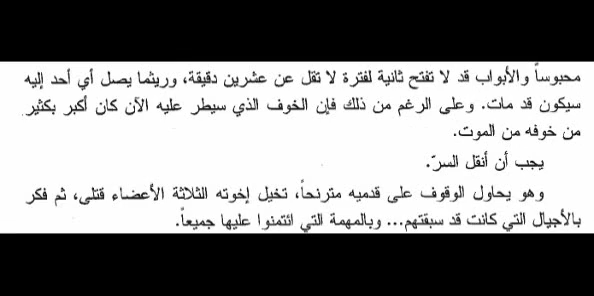 محبوساً والأبواب قد لا تفتح ثانية لفترة لا تقل عن عشرين دقيقة، وريثما يصل أي أحد إليه
سيكون قد مات. وعلى الرغم من ذلك فإن الخوف الذي سيطر عليه الآن كان أكبر بكثير
من خوفه من الموت.
يجب أن أنقل السرّ.
وهو يحاول الوقوف على قدميه مترنحاً، تخيل إخوته الثلاثة الأعضاء قتلى، ثم فكر
بالأجيال التي كانت قد سبقتهم... وبالمهمة التي ائتمنوا عليها جميعاً.